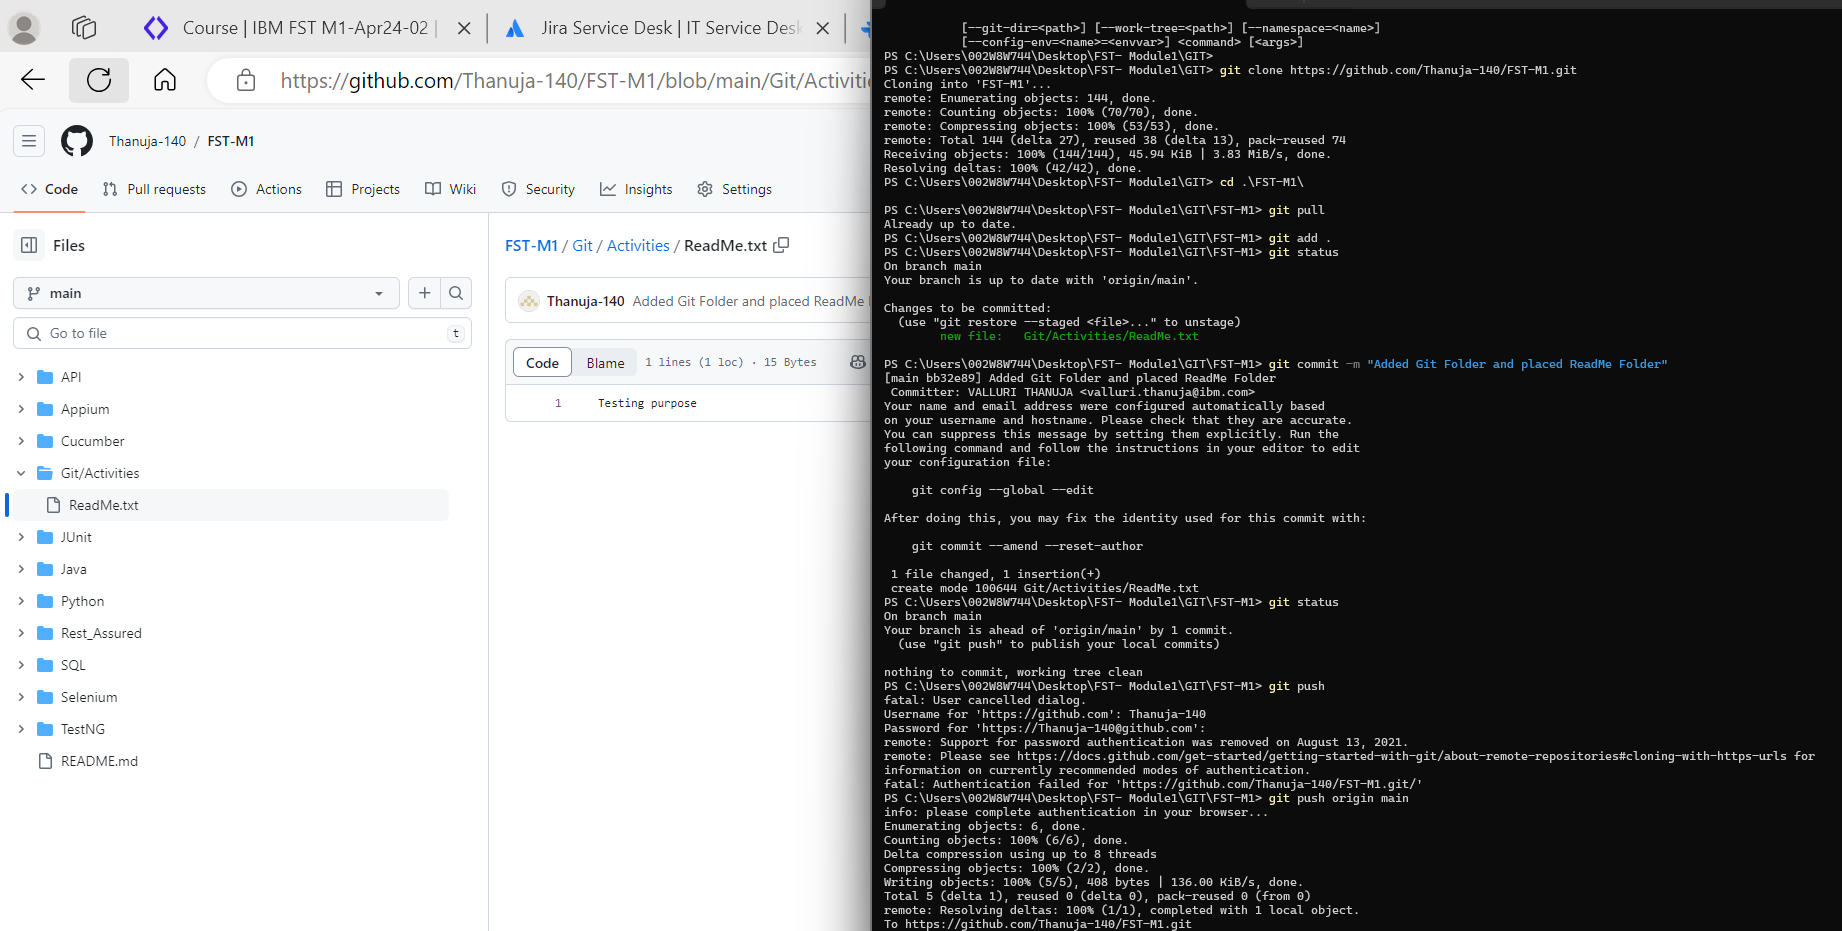 Course | IBM FST M1-Apr24-02 |
Jira Service Desk | IT Service Desk
https://github.com/Thanuja-140/FST-M1/blob/main/Git/Activiti
Thanuja-140 / FST-M1
Code
Pull requests
Actions
Projects
Wiki
Security
Insights
Settings
Files
main
Go to file
t
API
Appium
Cucumber
Git/Activities
ReadMe.txt
JUnit
Java
Python
Rest_Assured
SQL
Selenium
TestNG
README.md
FST-M1 / Git / Activities / ReadMe.txt
Thanuja-140 Added Git Folder and placed ReadMe
Code Blame 1 lines (1 loc) · 15 Bytes
1 Testing purpose
[--git-dir=<path>] [--work-tree=<path>] [--namespace=<name>]
[--config-env=<name>=<envvar>] <command> [<args>]
PS C:\Users\002W8W744\Desktop\FST- Module1\GIT>
PS C:\Users\002W8W744\Desktop\FST- Module1\GIT> git clone https://github.com/Thanuja-140/FST-M1.git
Cloning into 'FST-M1'...
remote: Enumerating objects: 144, done.
remote: Counting objects: 100% (70/70), done.
remote: Compressing objects: 100% (53/53), done.
remote: Total 144 (delta 27), reused 38 (delta 13), pack-reused 74
Receiving objects: 100% (144/144), 45.94 KiB | 3.83 MiB/s, done.
Resolving deltas: 100% (42/42), done.
PS C:\Users\002W8W744\Desktop\FST- Module1\GIT> cd .\FST-M1\
PS C:\Users\002W8W744\Desktop\FST- Module1\GIT\FST-M1> git pull
Already up to date.
PS C:\Users\002W8W744\Desktop\FST- Module1\GIT\FST-M1> git add .
PS C:\Users\002W8W744\Desktop\FST- Module1\GIT\FST-M1> git status
On branch main
Your branch is up to date with 'origin/main'.
Changes to be committed:
(use "git restore --staged <file>..." to unstage)
new file: Git/Activities/ReadMe.txt
PS C:\Users\002W8W744\Desktop\FST- Module1\GIT\FST-M1> git commit -m "Added Git Folder and placed ReadMe Folder"
[main bb32e89] Added Git Folder and placed ReadMe Folder
Committer: VALLURI THANUJA <valluri.thanuja@ibm.com>
Your name and email address were configured automatically based
on your username and hostname. Please check that they are accurate.
You can suppress this message by setting them explicitly. Run the
following command and follow the instructions in your editor to edit
your configuration file:
git config --global --edit
After doing this, you may fix the identity used for this commit with:
git commit --amend --reset-author
1 file changed, 1 insertion(+)
create mode 100644 Git/Activities/ReadMe.txt
PS C:\Users\002W8W744\Desktop\FST- Module1\GIT\FST-M1> git status
On branch main
Your branch is ahead of 'origin/main' by 1 commit.
(use "git push" to publish your local commits)
nothing to commit, working tree clean
PS C:\Users\002W8W744\Desktop\FST- Module1\GIT\FST-M1> git push
fatal: User cancelled dialog.
Username for 'https://github.com': Thanuja-140
Password for 'https://Thanuja-140@github.com':
remote: Support for password authentication was removed on August 13, 2021.
remote: Please see https://docs.github.com/get-started/getting-started-with-git/about-remote-repositories#cloning-with-https-urls for
information on currently recommended modes of authentication.
fatal: Authentication failed for 'https://github.com/Thanuja-140/FST-M1.git/'
PS C:\Users\002W8W744\Desktop\FST- Module1\GIT\FST-M1> git push origin main
info: please complete authentication in your browser...
Enumerating objects: 6, done.
Counting objects: 100% (6/6), done.
Delta compression using up to 8 threads
Compressing objects: 100% (2/2), done.
Writing objects: 100% (5/5), 408 bytes | 136.00 KiB/s, done.
Total 5 (delta 1), reused 0 (delta 0), pack-reused 0 (from 0)
remote: Resolving deltas: 100% (1/1), completed with 1 local object.
To https://github.com/Thanuja-140/FST-M1.git